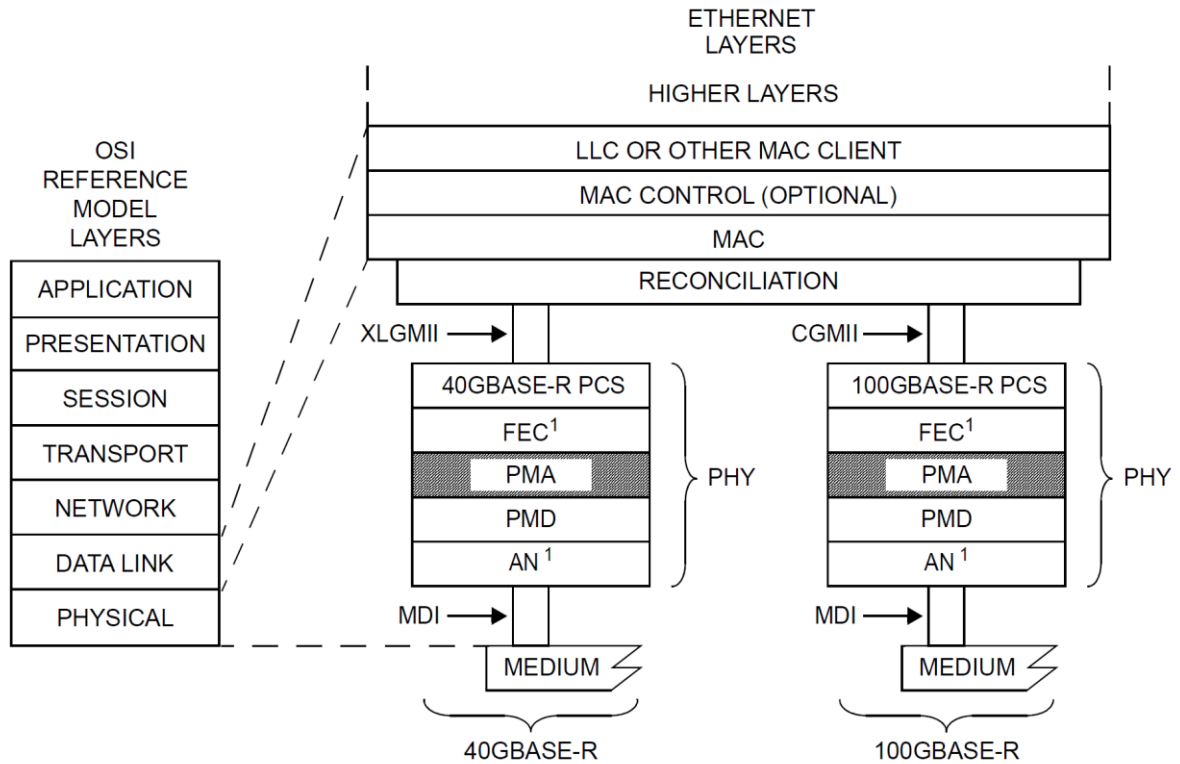 ETHERNET
LAYERS
HIGHER LAYERS
LLC OR OTHER MAC CLIENT
MAC CONTROL (OPTIONAL)
MAC
RECONCILIATION
OSI
REFERENCE
MODEL
LAYERS
APPLICATION
PRESENTATION
SESSION
TRANSPORT
NETWORK
DATA LINK
PHYSICAL
XLGMII
40GBASE-R PCS
FEC¹
PMA
PMD
AN ¹
PHY
MDI
MEDIUM
40GBASE-R
CGMII
100GBASE-R PCS
FEC¹
PMA
PMD
AN ¹
PHY
MDI
MEDIUM
100GBASE-R